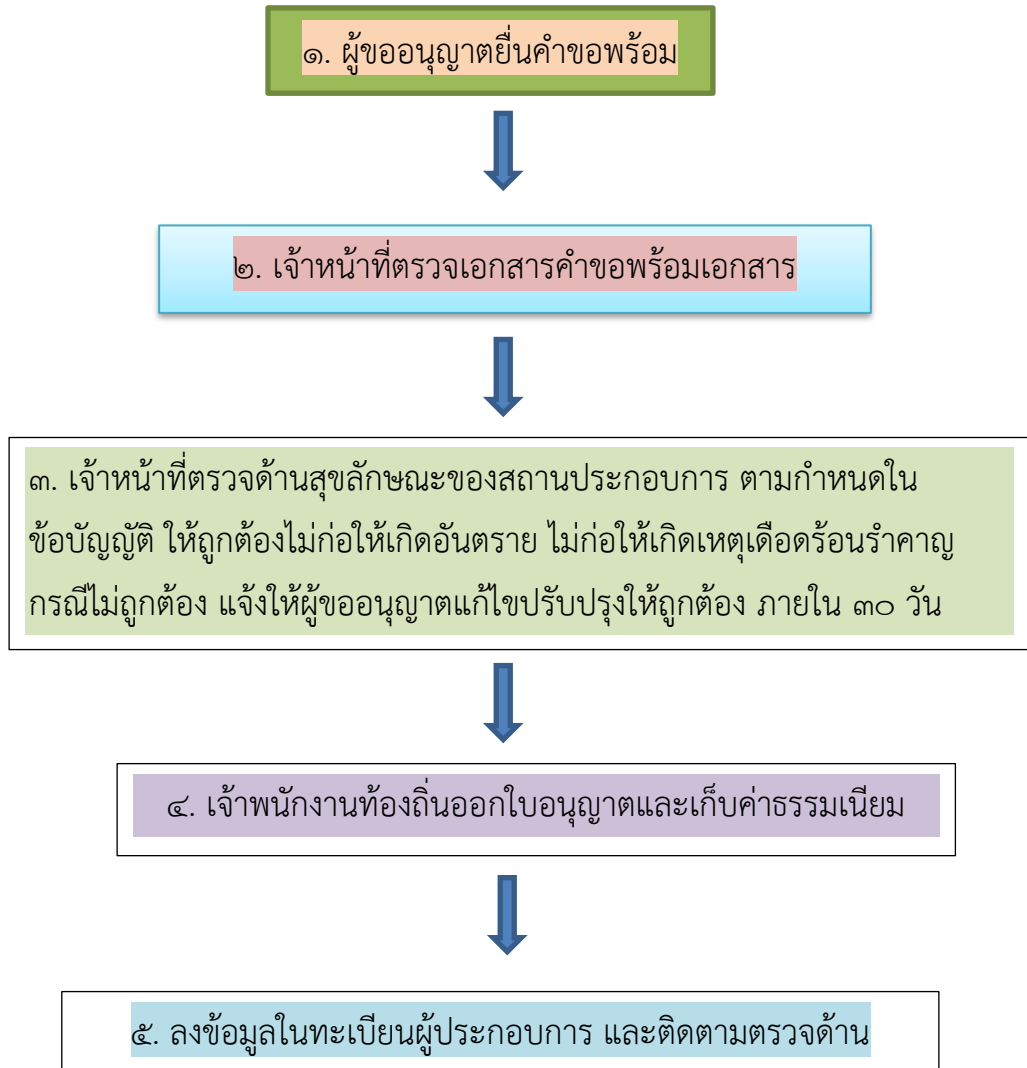 ๑. ผู้ขออนุญาตยื่นคำขอพร้อม
๒. เจ้าหน้าที่ตรวจเอกสารคำขอพร้อมเอกสาร
๓. เจ้าหน้าที่ตรวจด้านสุขลักษณะของสถานประกอบการ ตามกำหนดใน
ข้อบัญญัติ ให้ถูกต้องไม่ก่อให้เกิดอันตราย ไม่ก่อให้เกิดเหตุเดือดร้อนรำคาญ
กรณีไม่ถูกต้อง แจ้งให้ผู้ขออนุญาตแก้ไขปรับปรุงให้ถูกต้อง ภายใน ๓๐ วัน
๔. เจ้าพนักงานท้องถิ่นออกใบอนุญาตและเก็บค่าธรรมเนียม
๕. ลงข้อมูลในทะเบียนผู้ประกอบการ และติดตามตรวจด้าน